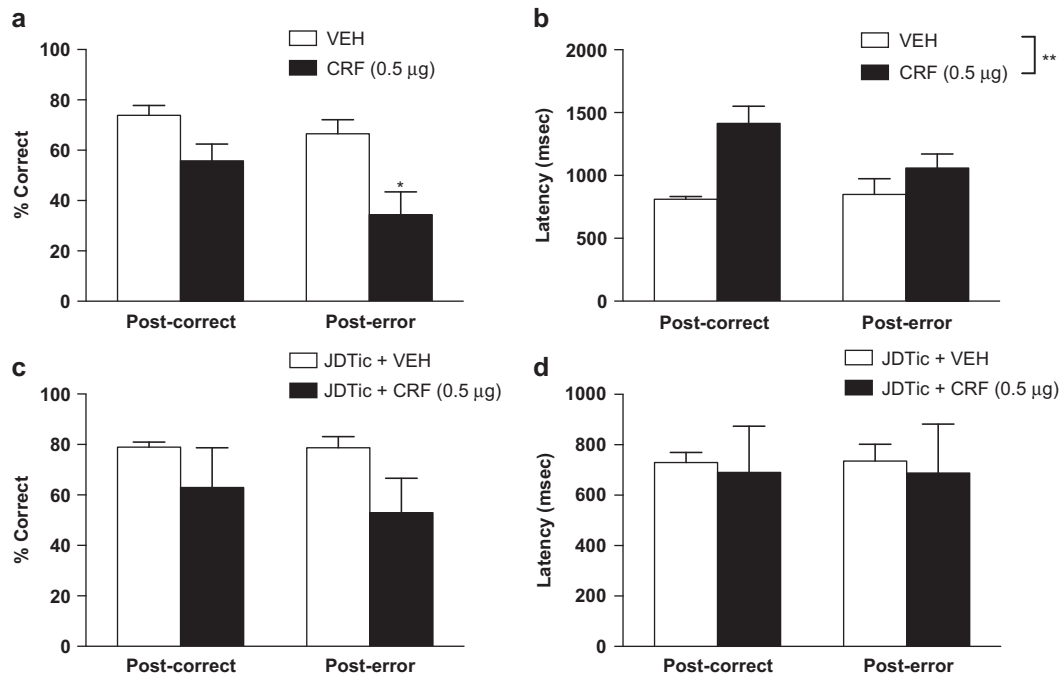 a
VEH
CRF (0.5 μg)
100
80
60
40
20
0
% Correct
*
Post-correct
Post-error
b
VEH
CRF (0.5 μg)
**
2000
1500
1000
500
0
Latency (msec)
Post-correct
Post-error
c
JDTic + VEH
JDTic + CRF (0.5 μg)
100
80
60
40
20
0
% Correct
Post-correct
Post-error
d
JDTic + VEH
JDTic + CRF (0.5 μg)
1000
800
600
400
200
0
Latency (msec)
Post-correct
Post-error